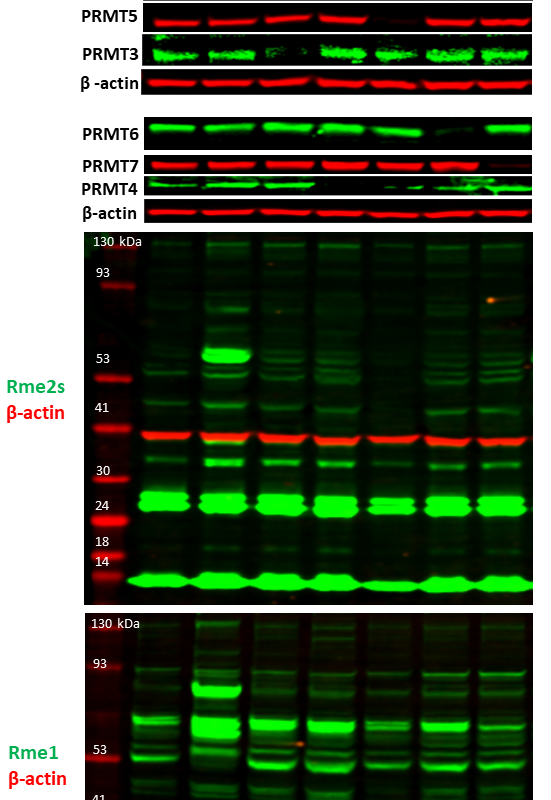 PRMT5
PRMT3
β -actin
PRMT6
PRMT7
PRMT4
β-actin
130 kDa
93
53
Rme2s
β-actin
41
30
24
18
14
130 kDa
93
Rme1
53
β-actin
41